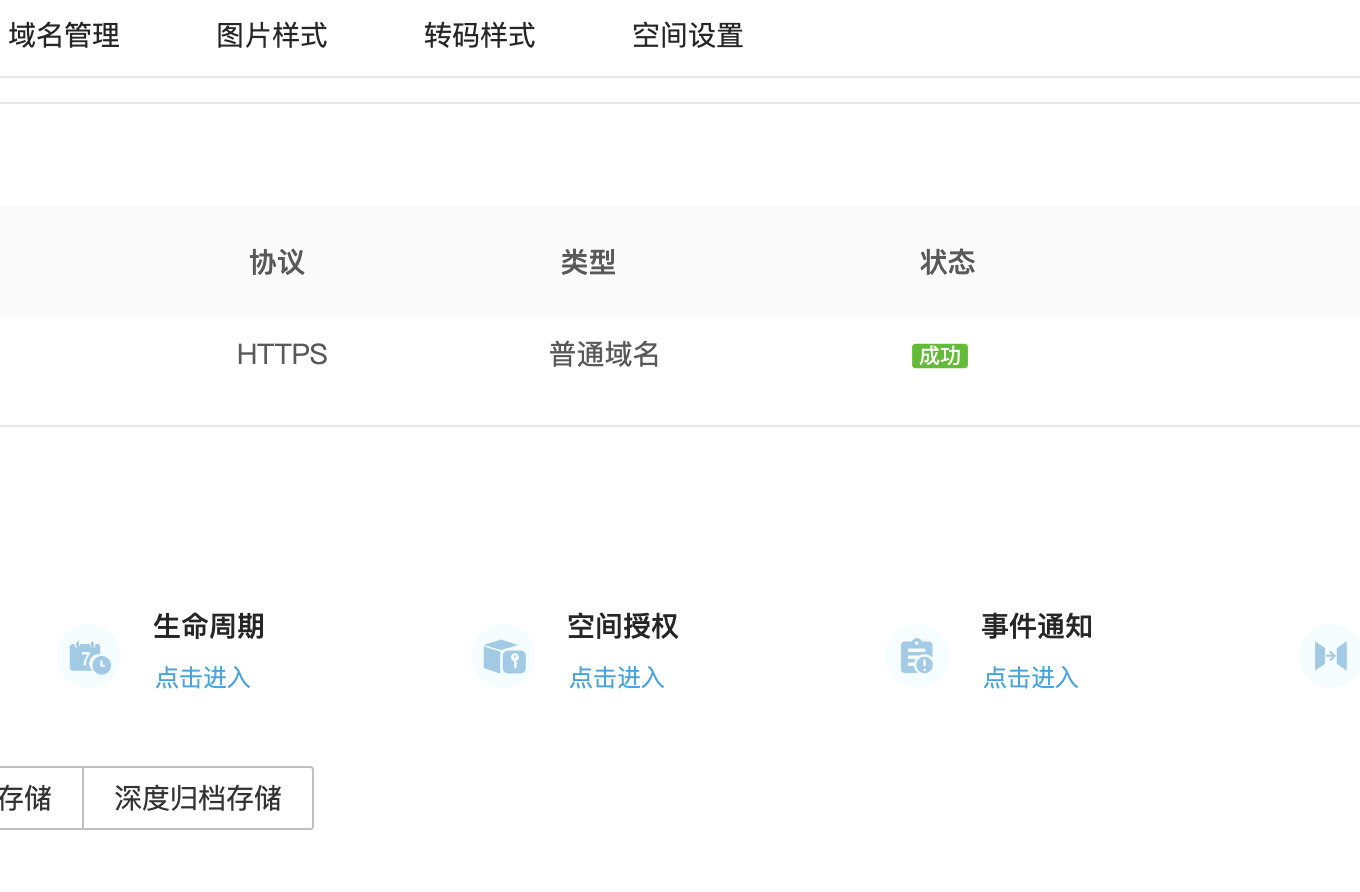 域名管理 图片样式 转码样式 空间设置
协议 类型 状态
HTTPS 普通域名 成功
生命周期 空间授权 事件通知
7
点击进入 点击进入 点击进入
存储 深度归档存储